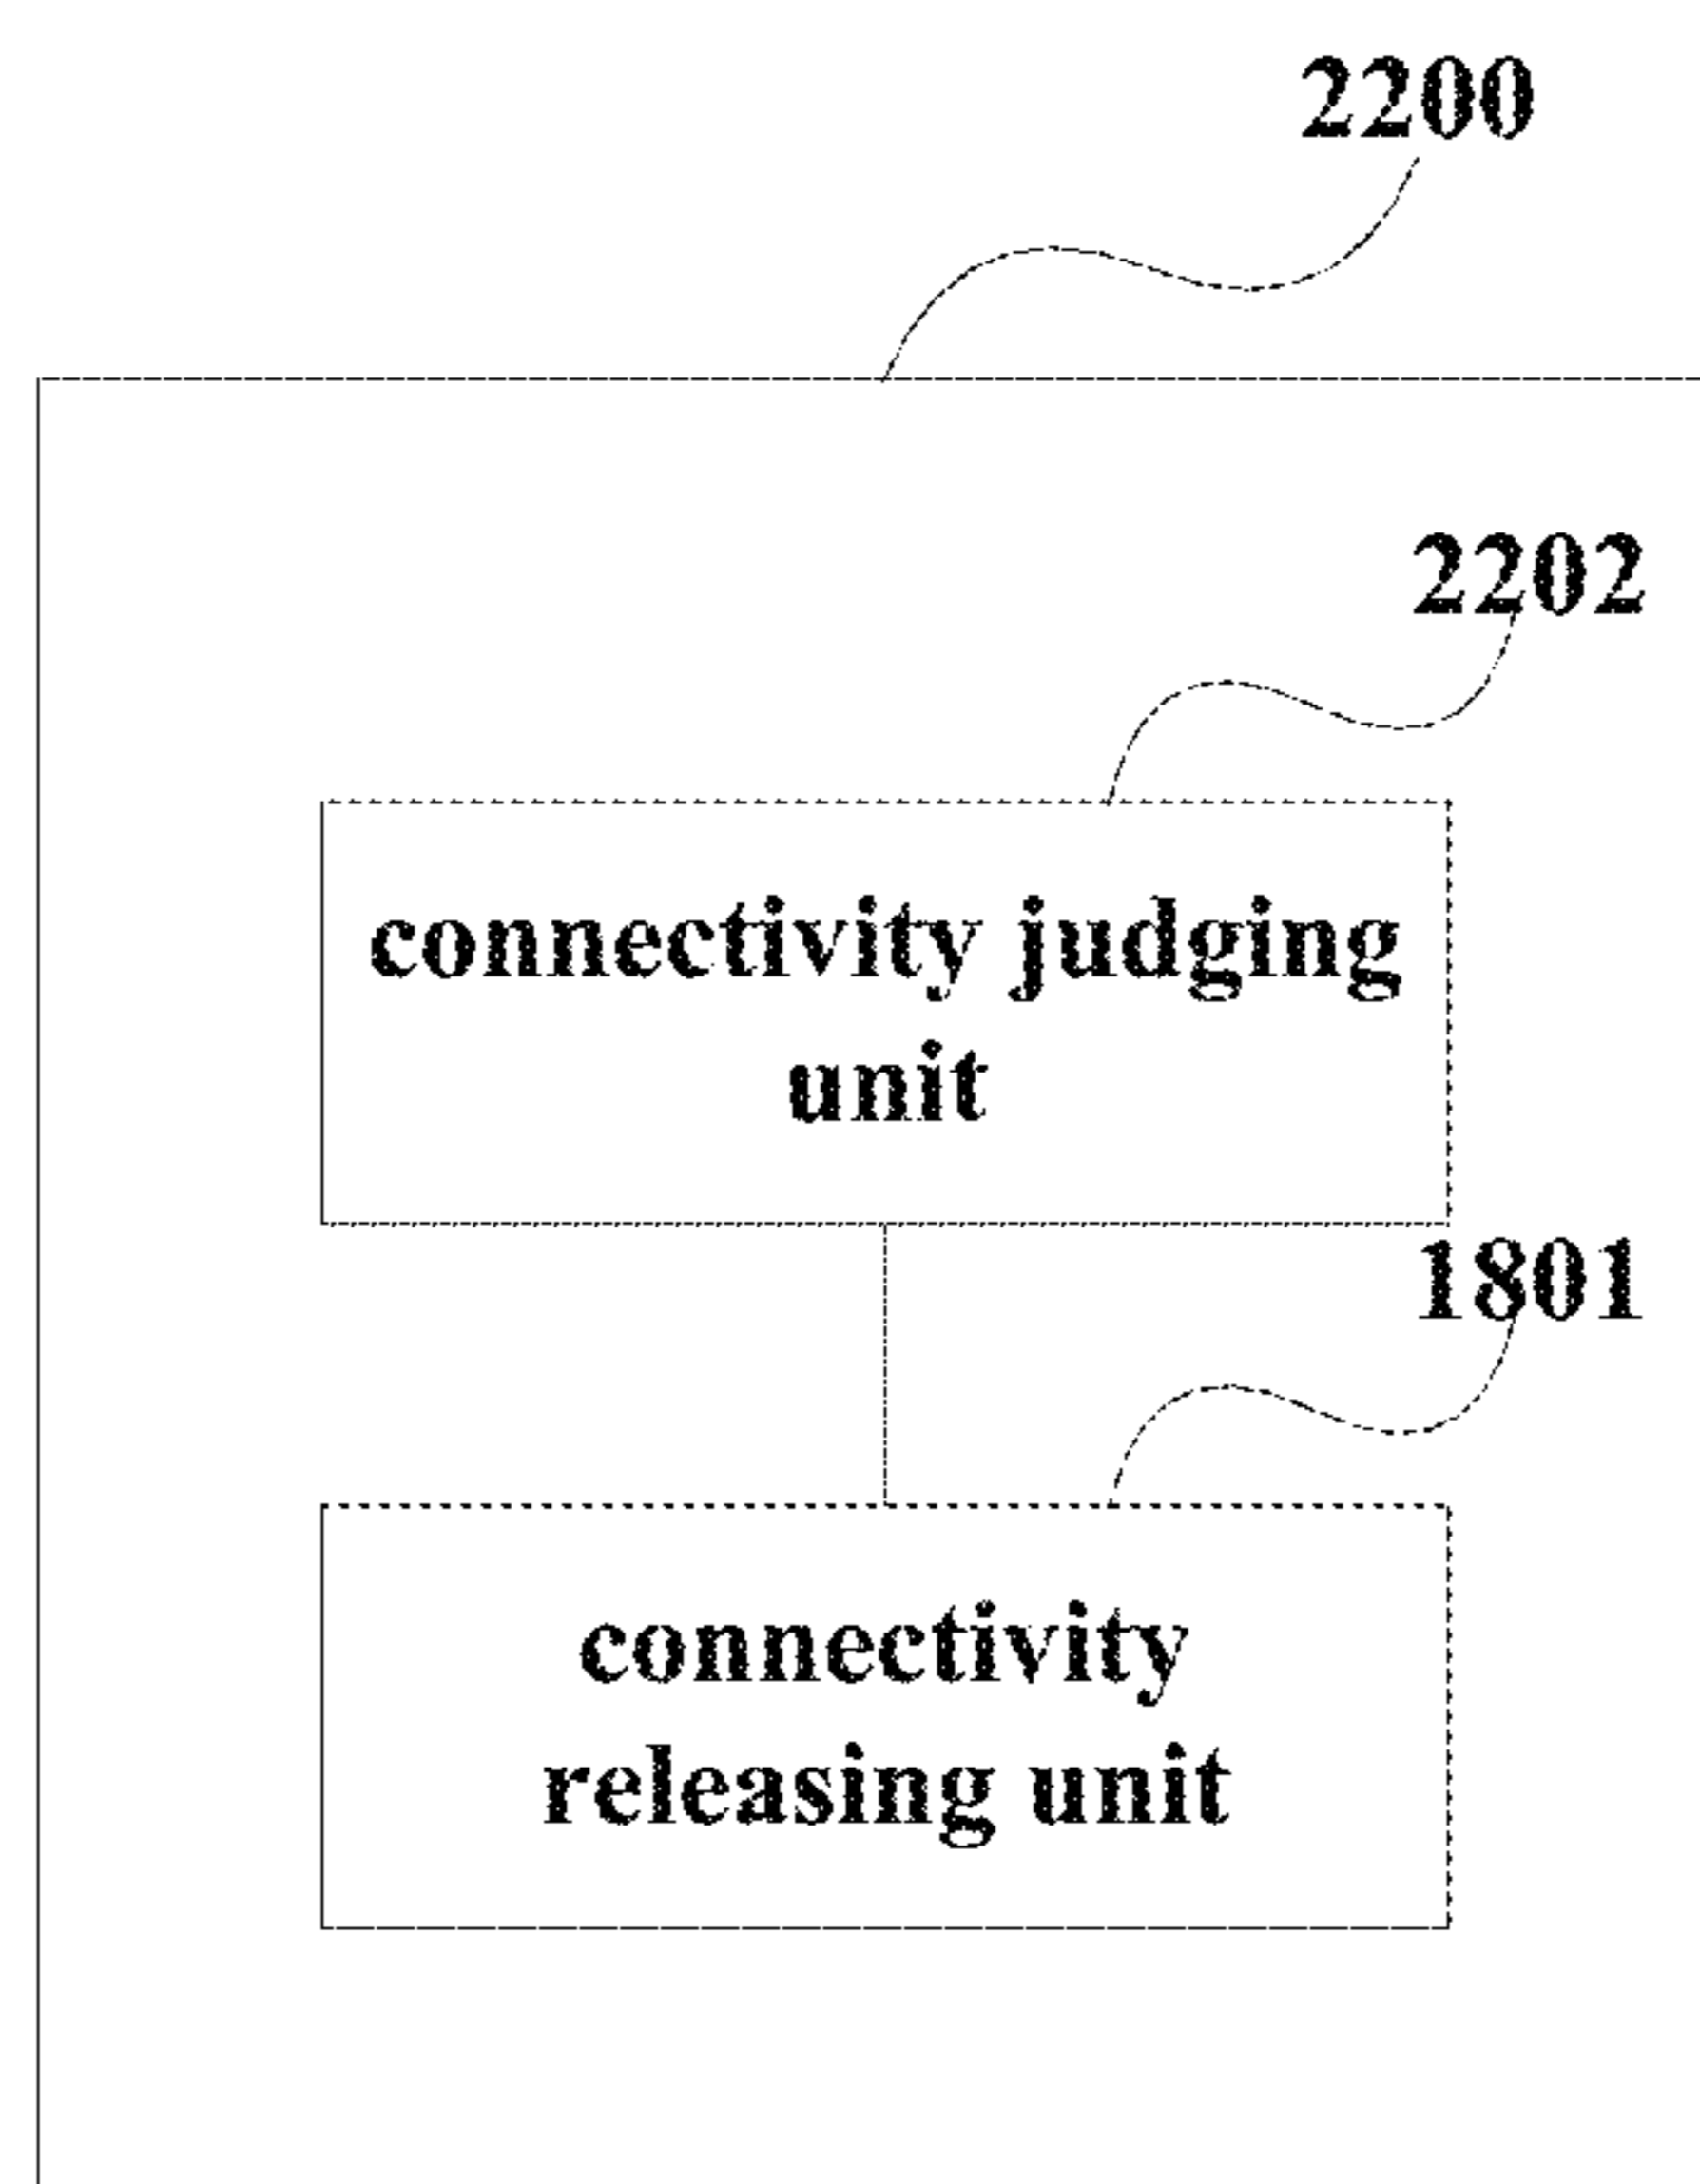 2200
2202
connectivity judging
unit
1801
connectivity
releasing unit